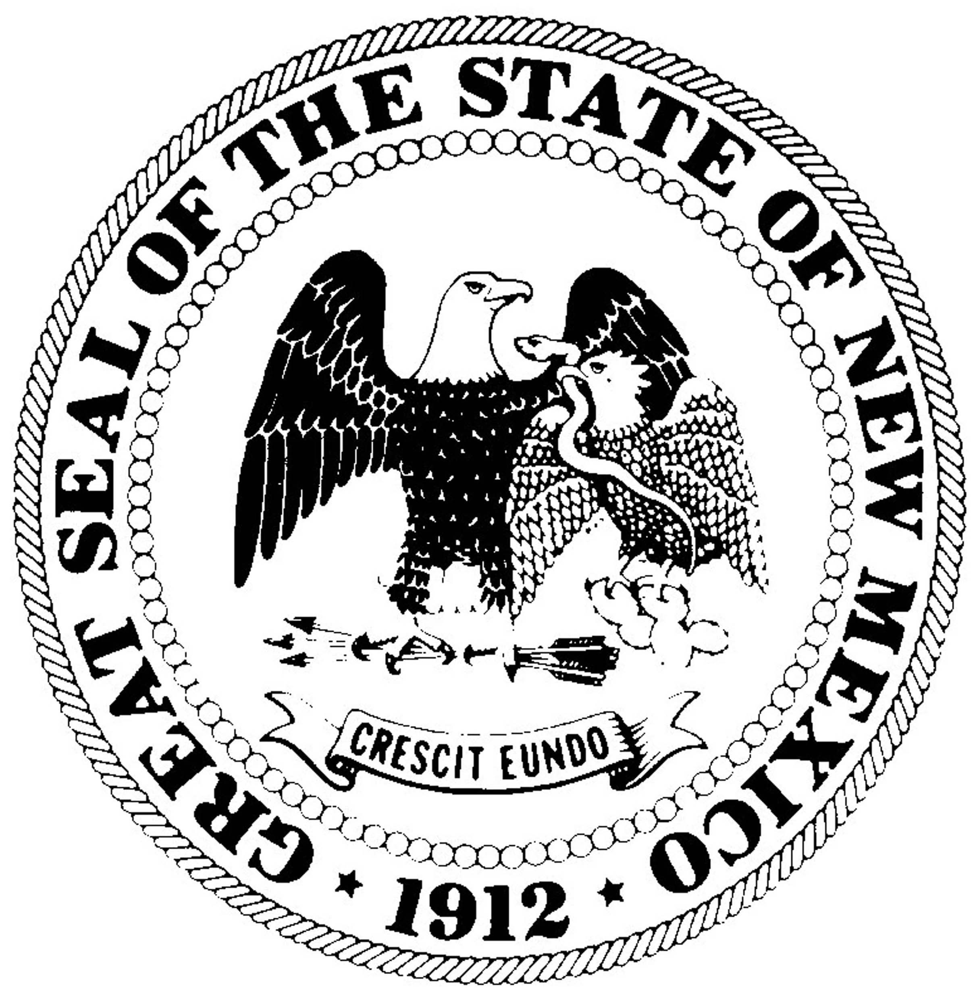 GREAT SEAL OF THE STATE OF NEW MEXICO
CRESCIT EUNDO
★ 1912 ★